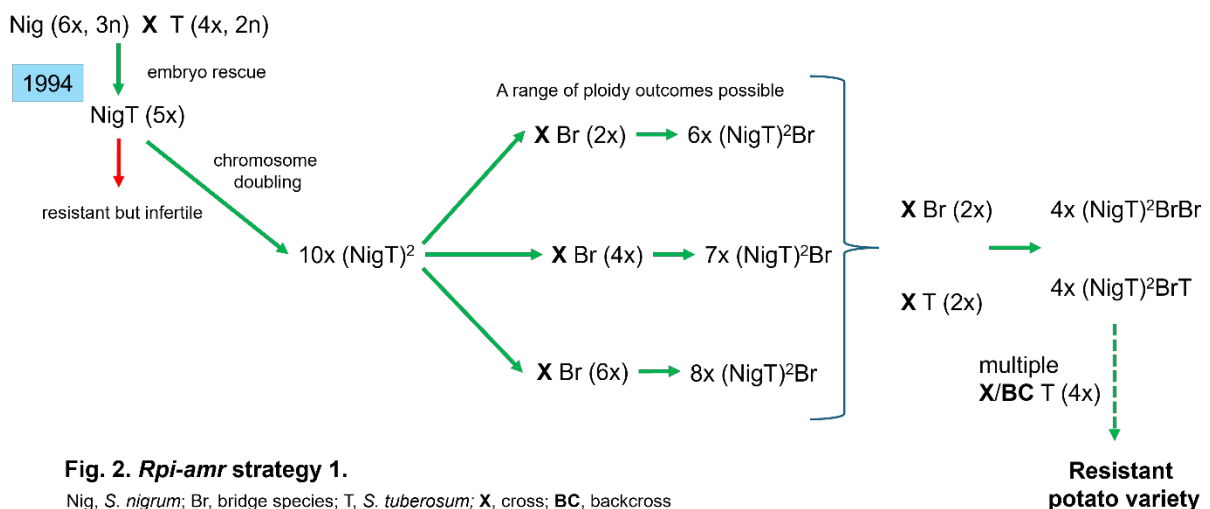 Nig (6x, 3n) X T (4x, 2n)
1994
embryo rescue
NigT (5x)
resistant but infertile
chromosome
doubling
10x (NigT)²
A range of ploidy outcomes possible
X Br (2x) 6x (NigT)²Br
X Br (4x) 7x (NigT)²Br
X Br (6x) 8x (NigT)²Br
X Br (2x) 4x (NigT)²BrBr
X T (2x) 4x (NigT)²BrT
multiple
X/BC T (4x)
Resistant
potato variety
Fig. 2. Rpi-amr strategy 1.
Nig, S. nigrum; Br, bridge species; T, S. tuberosum; X, cross; BC, backcross